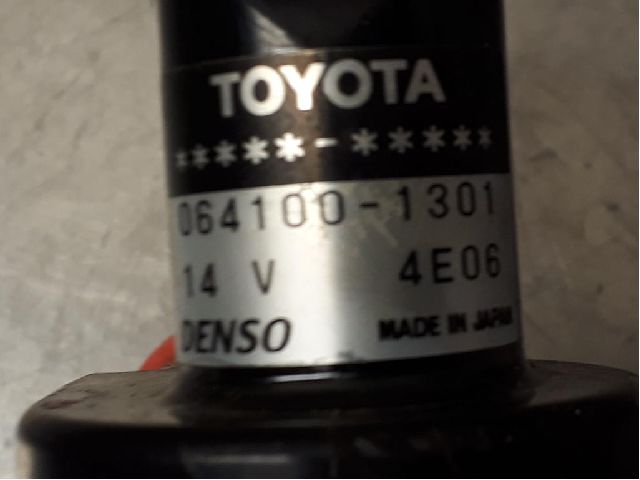 TOYOTA
*****-*****
064100-1301
14 V 4E06
DENSO MADE IN JAPAN